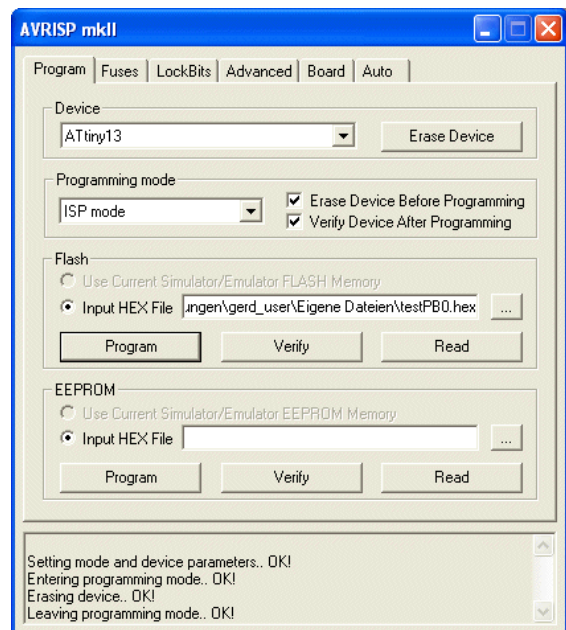 AVRISP mkII
Program Fuses LockBits Advanced Board Auto
Device
ATtiny13 Erase Device
Programming mode
ISP mode
Erase Device Before Programming
Verify Device After Programming
Flash
Use Current Simulator/Emulator FLASH Memory
Input HEX File ungen\gerd_user\Eigene Dateien\testPB0.hex ...
Program Verify Read
EEPROM
Use Current Simulator/Emulator EEPROM Memory
Input HEX File ...
Program Verify Read
Setting mode and device parameters.. OK!
Entering programming mode.. OK!
Erasing device.. OK!
Leaving programming mode.. OK!